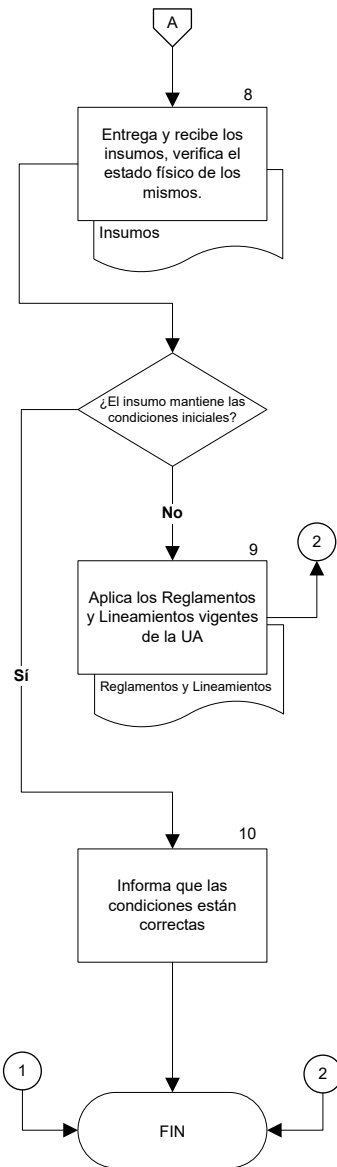 A
8
Entrega y recibe los
insumos, verifica el
estado físico de los
mismos.
Insumos
¿El insumo mantiene las
condiciones iniciales?
No
2
9
Aplica los Reglamentos
y Lineamientos vigentes
de la UA
Reglamentos y Lineamientos
Sí
10
Informa que las
condiciones están
correctas
1
2
FIN